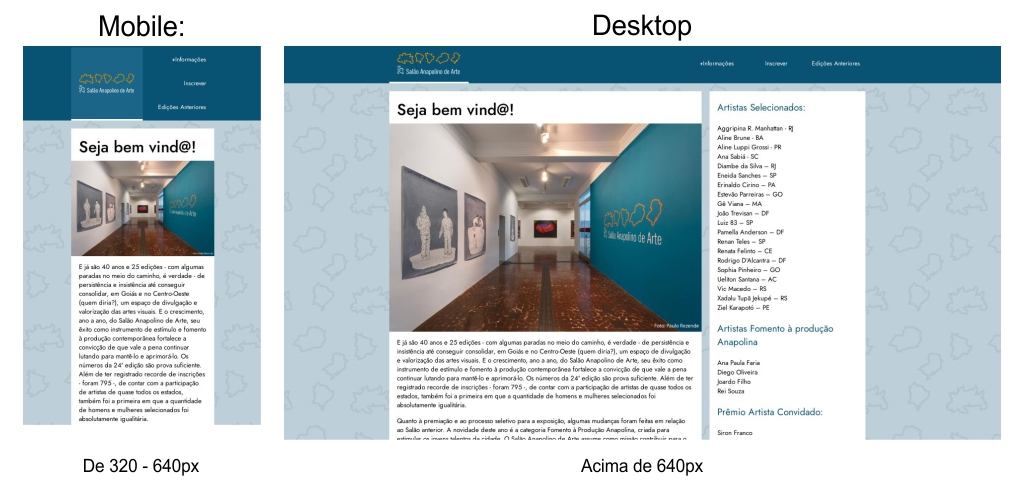 Mobile:
Salão Anapolino de Arte
+Informações
Inscrever
Edições Anteriores
Seja bem vind@!
E já são 40 anos e 25 edições - com algumas
paradas no meio do caminho, é verdade - de
persistência e insistência até conseguir
consolidar, em Goiás e no Centro-Oeste
(quem diria?), um espaço de divulgação e
valorização das artes visuais. E o crescimento,
ano a ano, do Salão Anapolino de Arte, seu
êxito como instrumento de estímulo e fomento
à produção contemporânea fortalece a
convicção de que vale a pena continuar
lutando para mantê-lo e aprimorá-lo. Os
números da 24ª edição são prova suficiente.
Além de ter registrado recorde de inscrições
- foram 795 -, de contar com a participação
de artistas de quase todos os estados,
também foi a primeira em que a quantidade
de homens e mulheres selecionados foi
absolutamente igualitária.
De 320 - 640px
Desktop
Salão Anapolino de Arte
+Informações
Inscrever
Edições Anteriores
Seja bem vind@!
Salão Anapolino de Arte
Foto: Paulo Rezende
E já são 40 anos e 25 edições - com algumas paradas no meio do caminho, é verdade - de persistência e
insistência até conseguir consolidar, em Goiás e no Centro-Oeste (quem diria?), um espaço de divulgação
e valorização das artes visuais. E o crescimento, ano a ano, do Salão Anapolino de Arte, seu êxito como
instrumento de estímulo e fomento à produção contemporânea fortalece a convicção de que vale a pena
continuar lutando para mantê-lo e aprimorá-lo. Os números da 24ª edição são prova suficiente. Além de ter
registrado recorde de inscrições - foram 795 -, de contar com a participação de artistas de quase todos os
estados, também foi a primeira em que a quantidade de homens e mulheres selecionados foi
absolutamente igualitária.
Quanto à premiação e ao processo seletivo para a exposição, algumas mudanças foram feitas em relação
ao Salão anterior. A novidade deste ano é a categoria Fomento à Produção Anapolina, criada para
estimular os jovens talentos da cidade. O Salão Anapolino de Arte assume como missão contribuir para o
Artistas Selecionados:
Aggripina R. Manhattan - RJ
Aline Brune - BA
Aline Luppi Grossi - PR
Ana Sabiá - SC
Diambe da Silva – RJ
Eneida Sanches – SP
Erinaldo Cirino – PA
Estevão Parreiras – GO
Gê Viana – MA
João Trevisan – DF
Luiz 83 – SP
Pamella Anderson – DF
Renan Teles – SP
Renata Felinto – CE
Rodrigo D'Alcantra – DF
Sophia Pinheiro – GO
Ueliton Santana – AC
Vic Macedo – RS
Xadalu Tupã Jekupé – RS
Ziel Karapotó – PE
Artistas Fomento à produção
Anapolina
Ana Paula Faria
Diego Oliveira
Joardo Filho
Rei Souza
Prêmio Artista Convidado:
Siron Franco
Acima de 640px